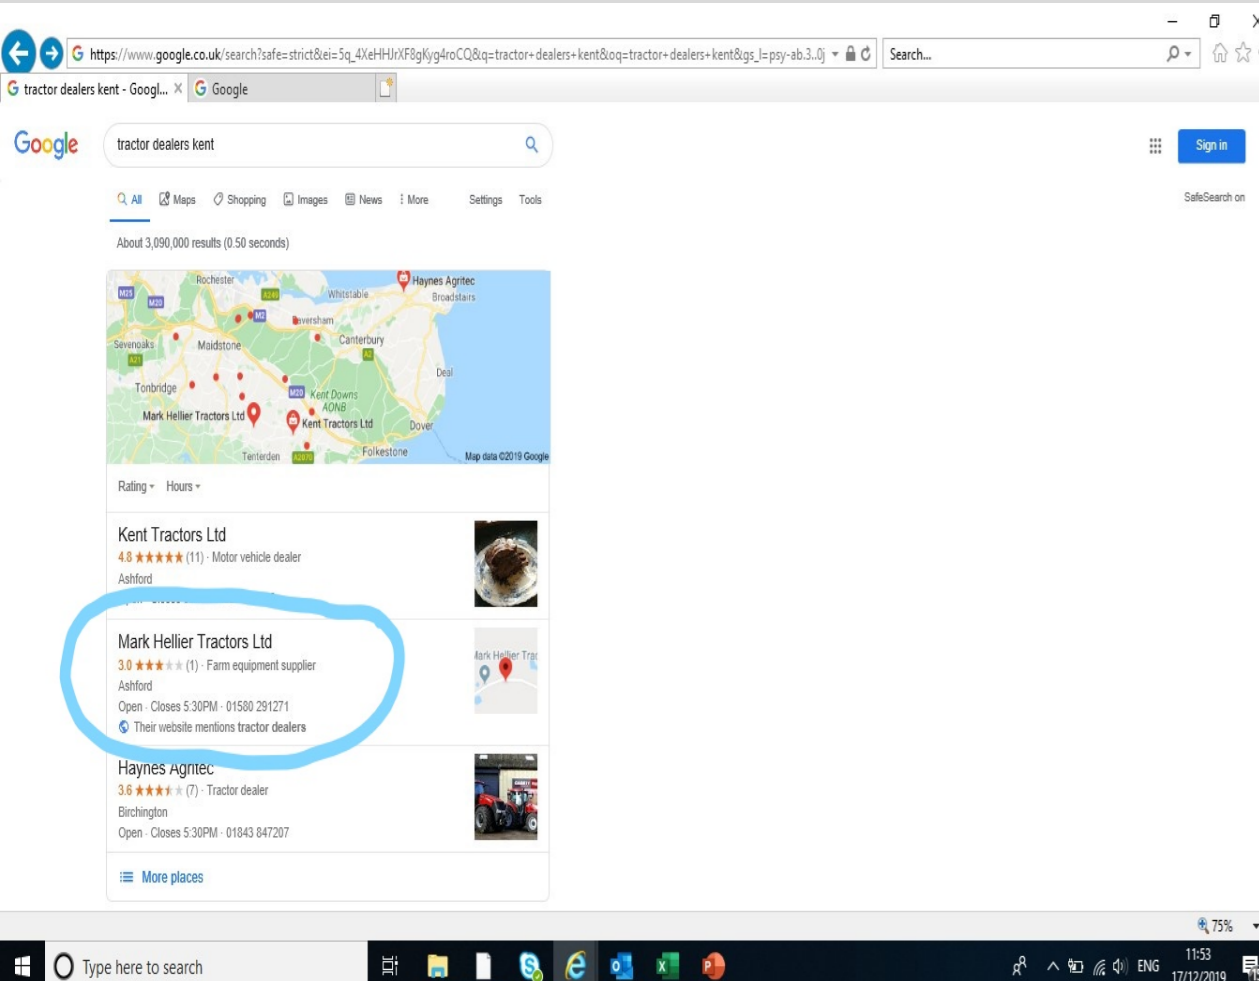 https://www.google.co.uk/search?safe=strict&ei=5q_4XeHHJrXF8gKyg4roCQ&q=tractor+dealers+kent&oq=tractor+dealers+kent&gs_l=psy-ab.3..0j
Search...
tractor dealers kent - Googl...
Google
Google
tractor dealers kent
Sign in
All Maps Shopping Images News More Settings Tools
SafeSearch on
About 3,090,000 results (0.50 seconds)
Rochester
Haynes Agritec
M25
M20
A249
Whitstable
Broadstairs
M2
Faversham
Sevenoaks
Maidstone
Canterbury
A21
A2
Deal
Tonbridge
M20
Kent Downs
AONB
Mark Hellier Tractors Ltd
Kent Tractors Ltd
Dover
Tenterden
A2070
Folkestone
Map data ©2019 Google
Rating Hours
Kent Tractors Ltd
4.8 (11) · Motor vehicle dealer
Ashford
Mark Hellier Tractors Ltd
3.0 (1) · Farm equipment supplier
Ashford
Open · Closes 5:30PM · 01580 291271
Their website mentions tractor dealers
Mark Hellier Trac
Haynes Agritec
3.6 (7) · Tractor dealer
Birchington
Open · Closes 5:30PM · 01843 847207
More places
75%
Type here to search
ENG
11:53
17/12/2019